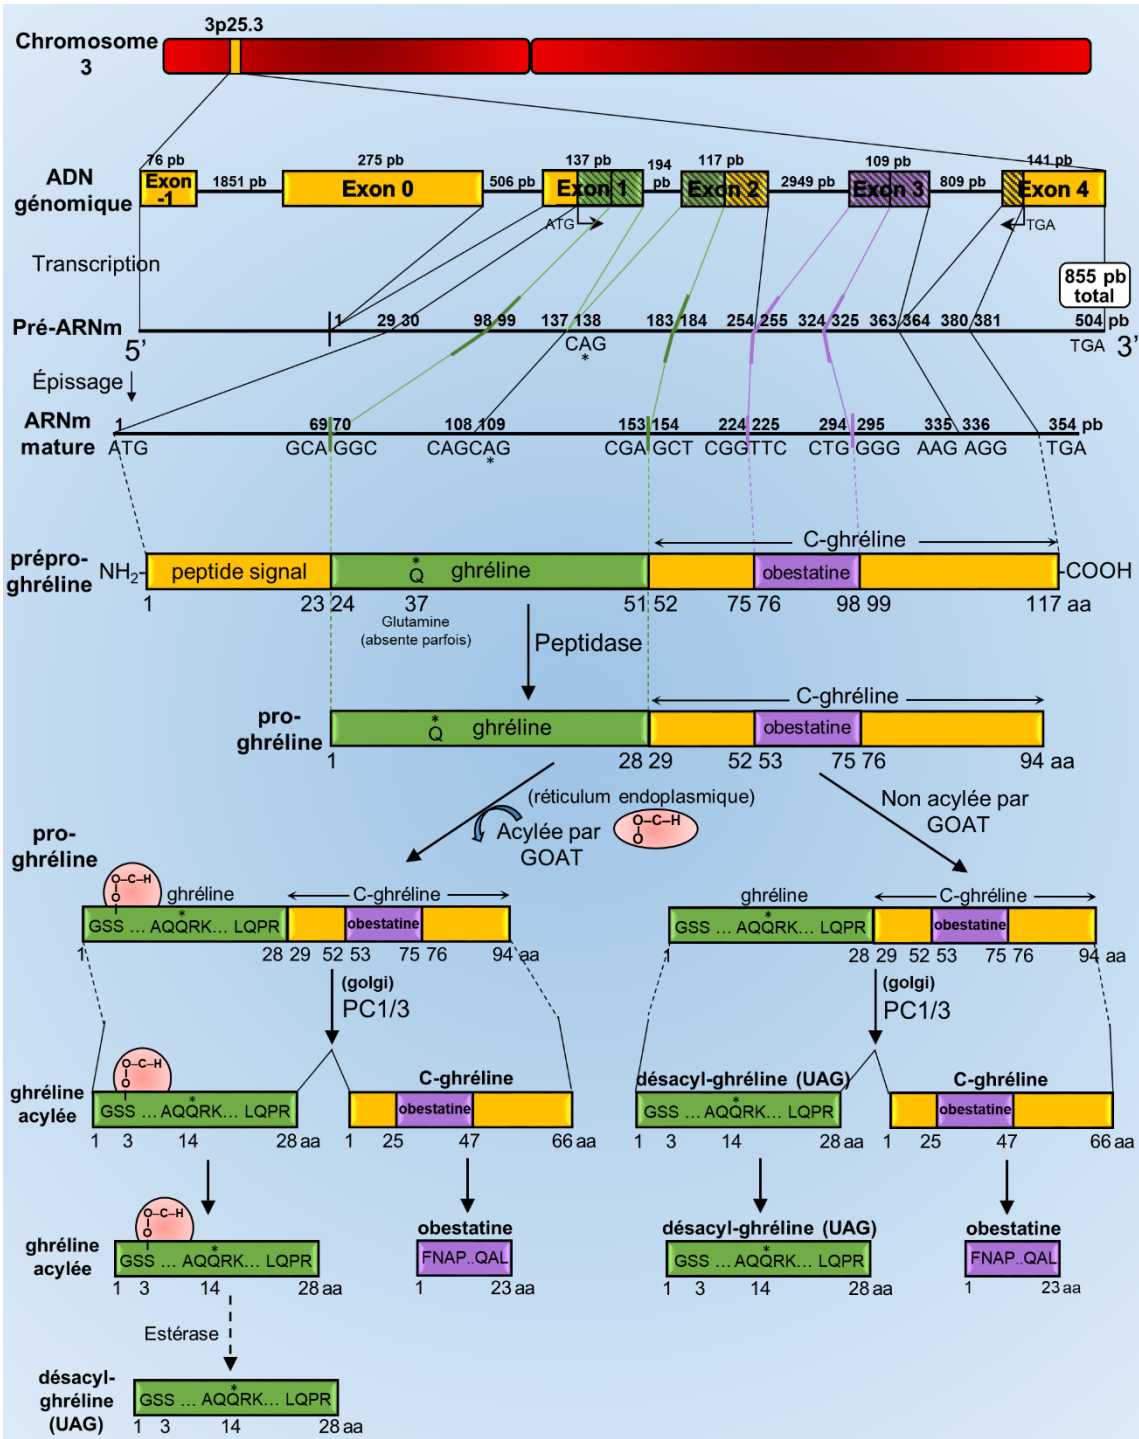 3p25.3
Chromosome
3
76 pb 275 pb 137 pb 194 117 pb 109 pb 141 pb
ADN
génomique
Exon
-1
1851 pb
Exon 0
506 pb
Exon 1
pb
Exon 2
2949 pb
Exon 3
809 pb
Exon 4
ATG TGA
Transcription
855 pb
total
Pré-ARNm
1 29 30 98 99 137 138 183 184 254 255 324 325 363 364 380 381 504 pb
5’ CAG TGA 3’
*
Épissage
ARNm
mature
1 69 70 108 109 153 154 224 225 294 295 335 336 354 pb
ATG GCA GGC CAGCAG CGA GCT CGGTTC CTG GGG AAG AGG TGA
*
C-ghréline
prépro-
ghréline
NH2- peptide signal * Q ghréline obestatine -COOH
1 23 24 37 51 52 75 76 98 99 117 aa
Glutamine
(absente parfois)
Peptidase
C-ghréline
pro-
ghréline
* Q ghréline obestatine
1 28 29 52 53 75 76 94 aa
(réticulum endoplasmique)
Acylée par
GOAT
O–C–H
O
Non acylée par
GOAT
pro-
ghréline
O–C–H
O
ghréline C-ghréline
GSS ... AQQRK... LQPR obestatine
*
1 28 29 52 53 75 76 94 aa
ghréline C-ghréline
GSS ... AQQRK... LQPR obestatine
*
1 28 29 52 53 75 76 94 aa
(golgi)
PC1/3
(golgi)
PC1/3
ghréline
acylée
O–C–H
O
GSS ... AQQRK... LQPR
*
1 3 14 28 aa
C-ghréline
obestatine
1 25 47 66 aa
désacyl-ghréline (UAG)
GSS ... AQQRK... LQPR
*
1 3 14 28 aa
C-ghréline
obestatine
1 25 47 66 aa
ghréline
acylée
O–C–H
O
GSS ... AQQRK... LQPR
*
1 3 14 28 aa
obestatine
FNAP..QAL
1 23 aa
désacyl-ghréline (UAG)
GSS ... AQQRK... LQPR
*
1 3 14 28 aa
obestatine
FNAP..QAL
1 23 aa
Estérase
désacyl-
ghréline
(UAG)
GSS ... AQQRK... LQPR
*
1 3 14 28 aa